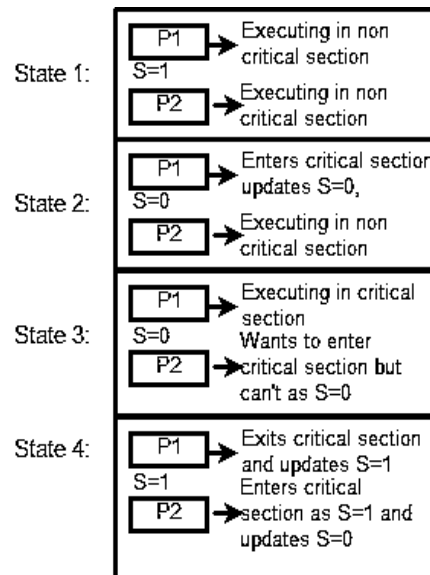 P1
Executing in non
critical section
State 1:
S=1
P2
Executing in non
critical section
P1
Enters critical section
updates S=0,
State 2:
S=0
P2
Executing in non
critical section
P1
Executing in critical
section
State 3:
S=0
P2
Wants to enter
critical section but
can't as S=0
State 4:
P1
Exits critical section
and updates S=1
S=1
P2
Enters critical
section as S=1 and
updates S=0